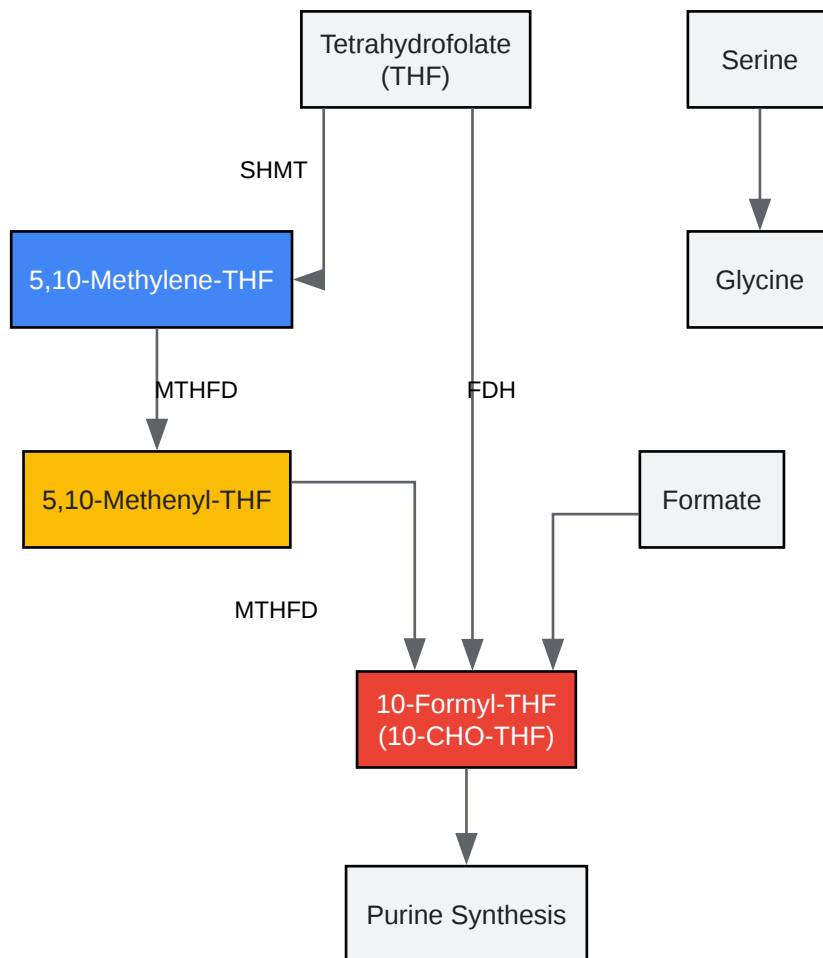 Tetrahydrofolate
(THF)
Serine
SHMT
5,10-Methylene-THF
Glycine
MTHFD
FDH
5,10-Methenyl-THF
Formate
MTHFD
10-Formyl-THF
(10-CHO-THF)
Purine Synthesis